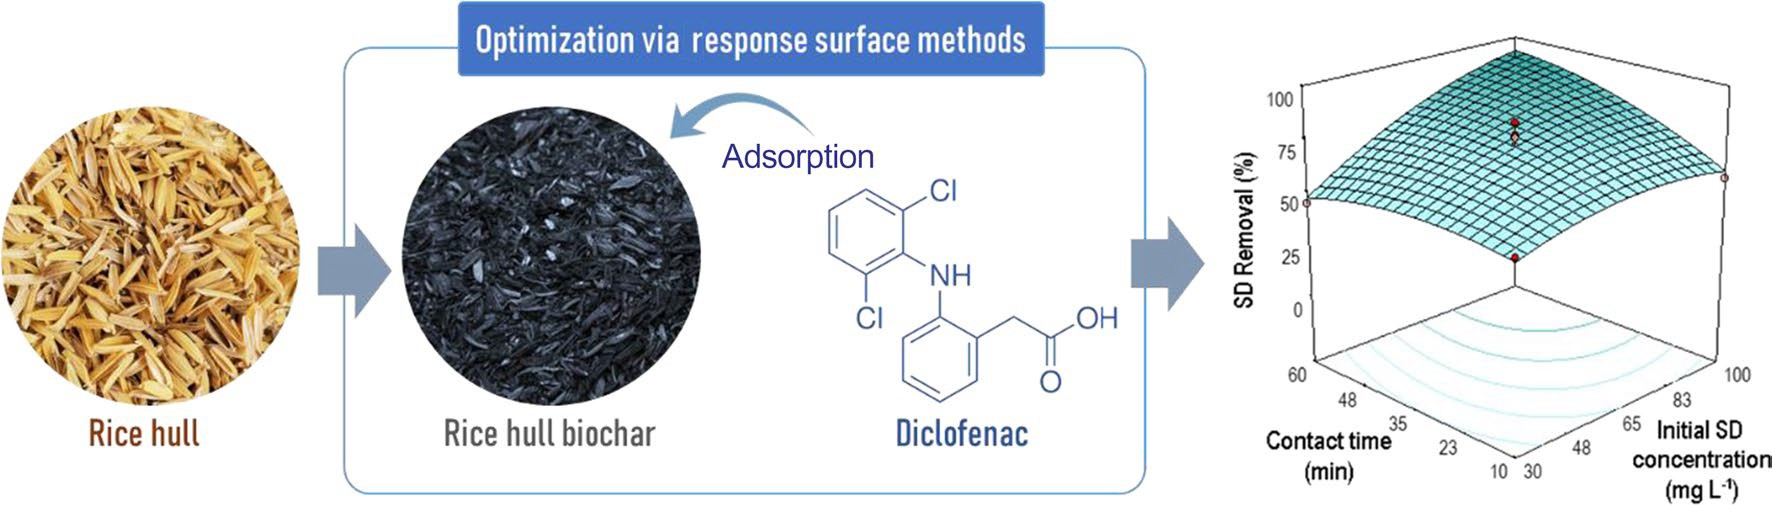 Optimization via response surface methods
Adsorption
Cl
NH
Cl
OH
O
Rice hull
Rice hull biochar
Diclofenac
100
75
50
25
0
SD Removal (%)
60
48
35
23
10
Contact time
(min)
30
48
65
83
100
Initial SD
concentration
(mg L⁻¹)